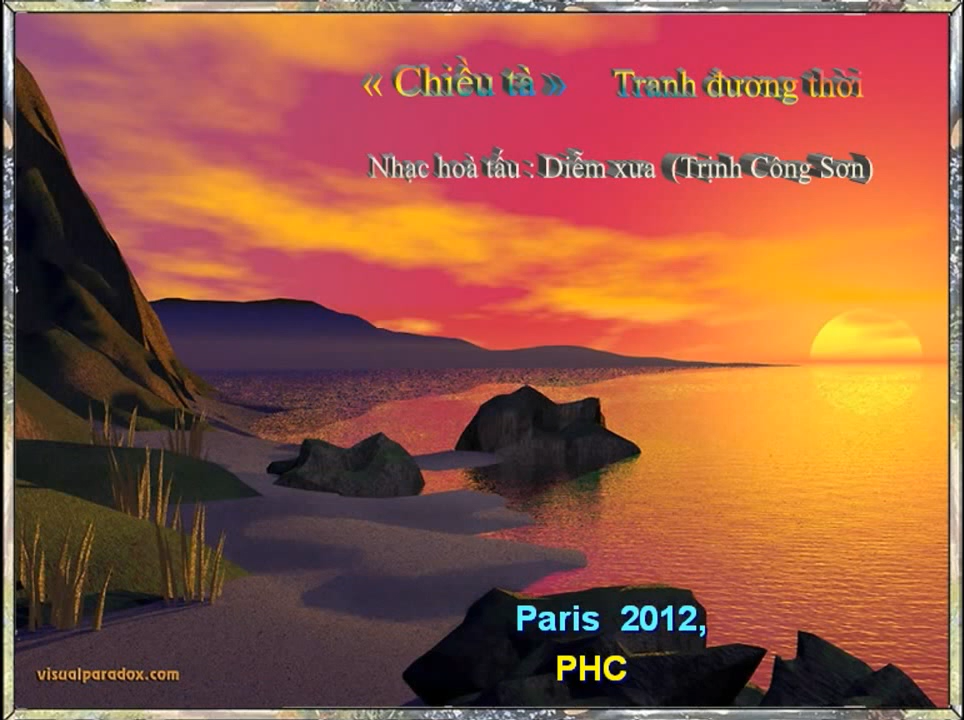 « Chiều tà » Tranh đương thời
Nhạc hoà tấu : Diễm xưa (Trịnh Công Sơn)
Paris 2012,
PHC
visualparadox.com